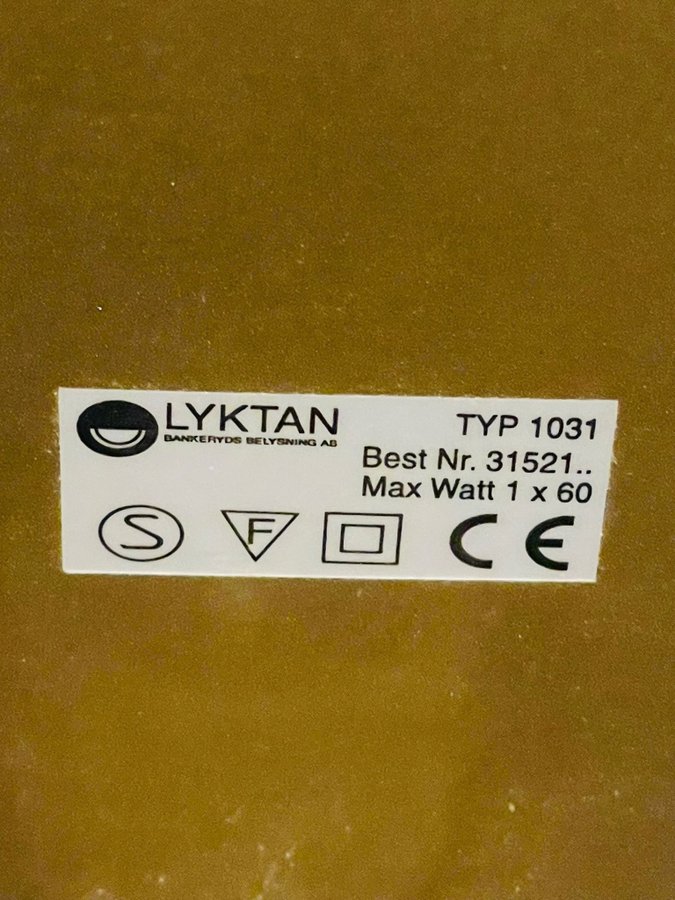 LYKTAN
BANKERYDS BELYSNING AB
TYP 1031
Best Nr. 31521..
Max Watt 1 x 60
S F CE